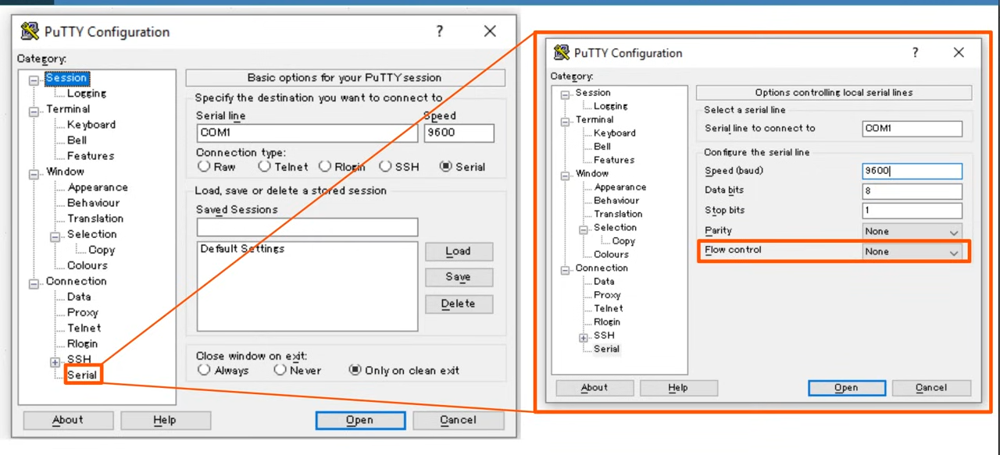 PuTTY Configuration
?
Category:
Session
Logging
Terminal
Keyboard
Bell
Features
Window
Appearance
Behaviour
Translation
Selection
Copy
Colours
Connection
Data
Proxy
Telnet
Rlogin
SSH
Serial
Basic options for your PuTTY session
Specify the destination you want to connect to
Serial line Speed
COM1 9600
Connection type:
Raw Telnet Rlogin SSH Serial
Load, save or delete a stored session
Saved Sessions
Default Settings
Load
Save
Delete
Close window on exit:
Always Never Only on clean exit
About Help Open Cancel
PuTTY Configuration
?
Category:
Session
Logging
Terminal
Keyboard
Bell
Features
Window
Appearance
Behaviour
Translation
Selection
Copy
Colours
Connection
Data
Proxy
Telnet
Rlogin
SSH
Serial
Options controlling local serial lines
Select a serial line
Serial line to connect to COM1
Configure the serial line
Speed (baud) 9600
Data bits 8
Stop bits 1
Parity None
Flow control None
About Help Open Cancel